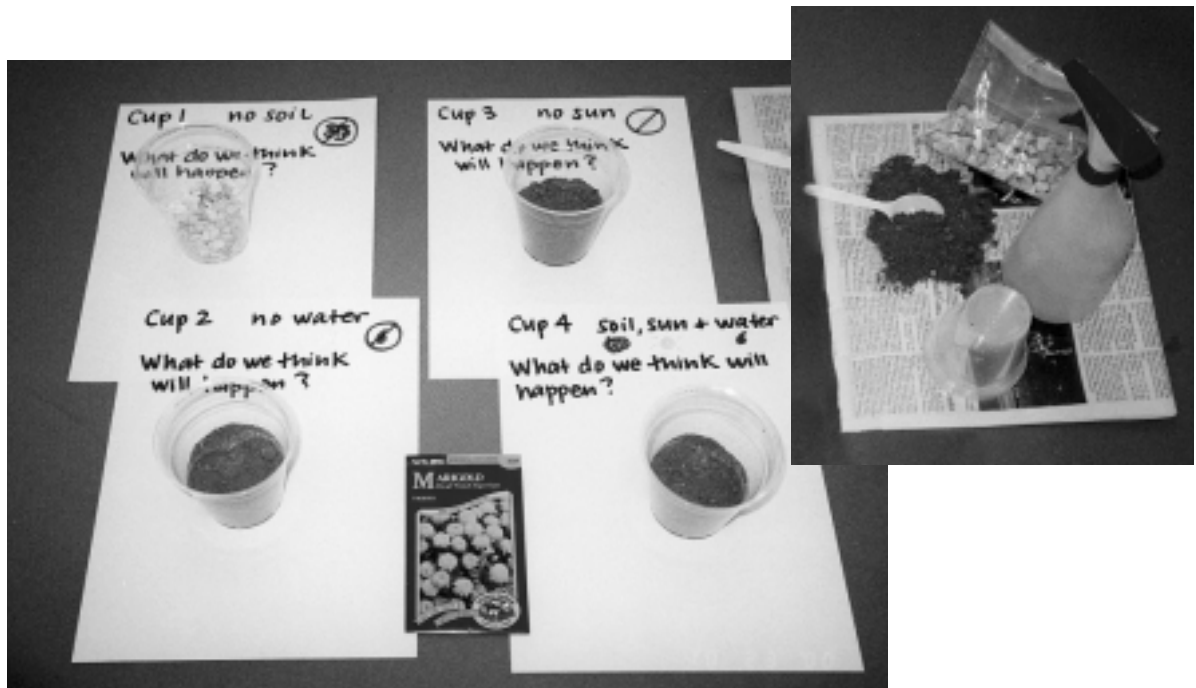 Cup 1 no soil
What do we think
will happen ?
Cup 3 no sun
What do we think
will happen ?
Cup 2 no water
What do we think
will happen ?
Cup 4 soil, sun + water
What do we think will
happen ?
MARIGOLD